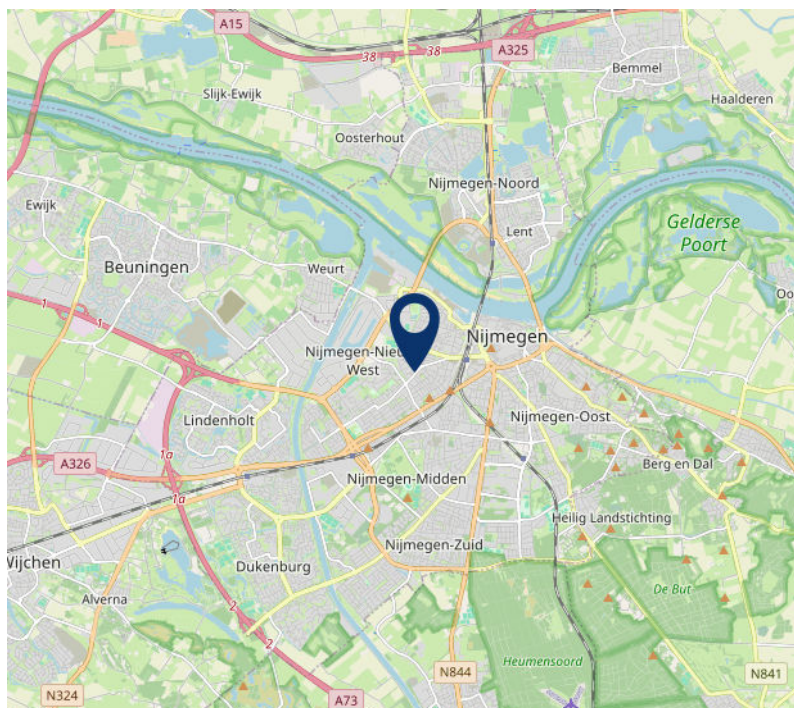 A15
38
38
A325
Bemmel
Slijk-Ewijk
Haalderen
Oosterhout
Nijmegen-Noord
Ewijk
Gelderse
Poort
Lent
Beuningen
Weurt
1
1
Nijmegen
Nijmegen-Nieu
West
Lindenholt
Nijmegen-Oost
1a
A326
Berg en Dal
Nijmegen-Midden
1a
Heilig Landstichting
Nijmegen-Zuid
Wijchen
Dukenburg
De But
Alverna
2
2
Heumensoord
N844
N841
N324
A73